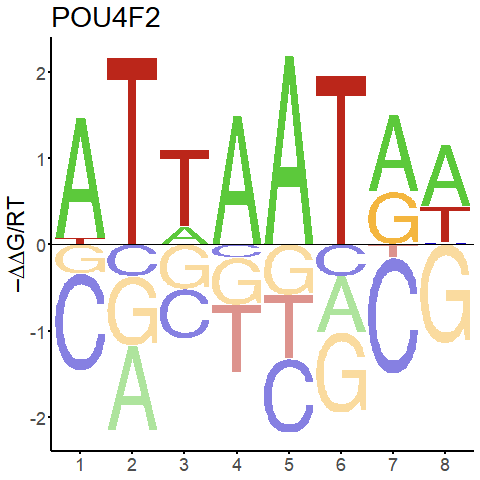 POU4F2
−ΔΔG/RT
2
1
0
-1
-2
A T T A A T A A
T A G T
G C G C G C T G
C G C G T A C
A T C G
1 2 3 4 5 6 7 8